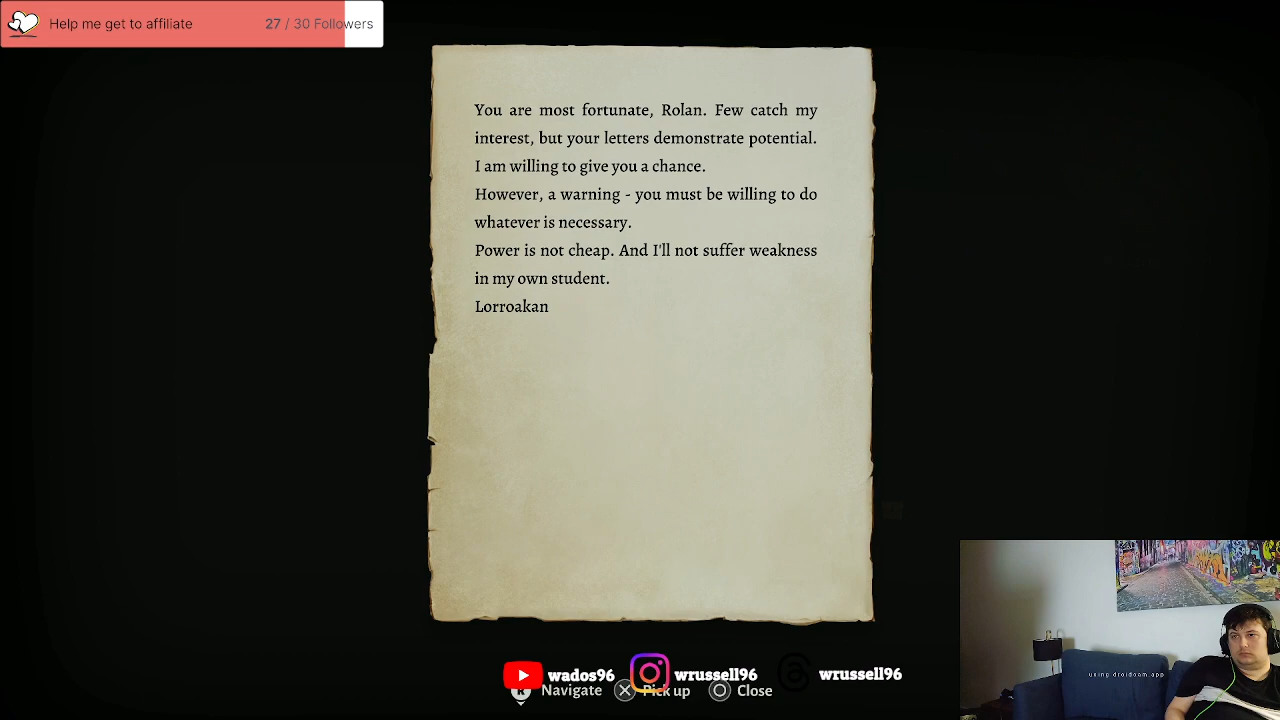 Help me get to affiliate 27 / 30 Followers
You are most fortunate, Rolan. Few catch my
interest, but your letters demonstrate potential.
I am willing to give you a chance.
However, a warning - you must be willing to do
whatever is necessary.
Power is not cheap. And I'll not suffer weakness
in my own student.
Lorroakan
using droidcam.app
wados96 wrussell96 wrussell96
R Navigate Pick up Close